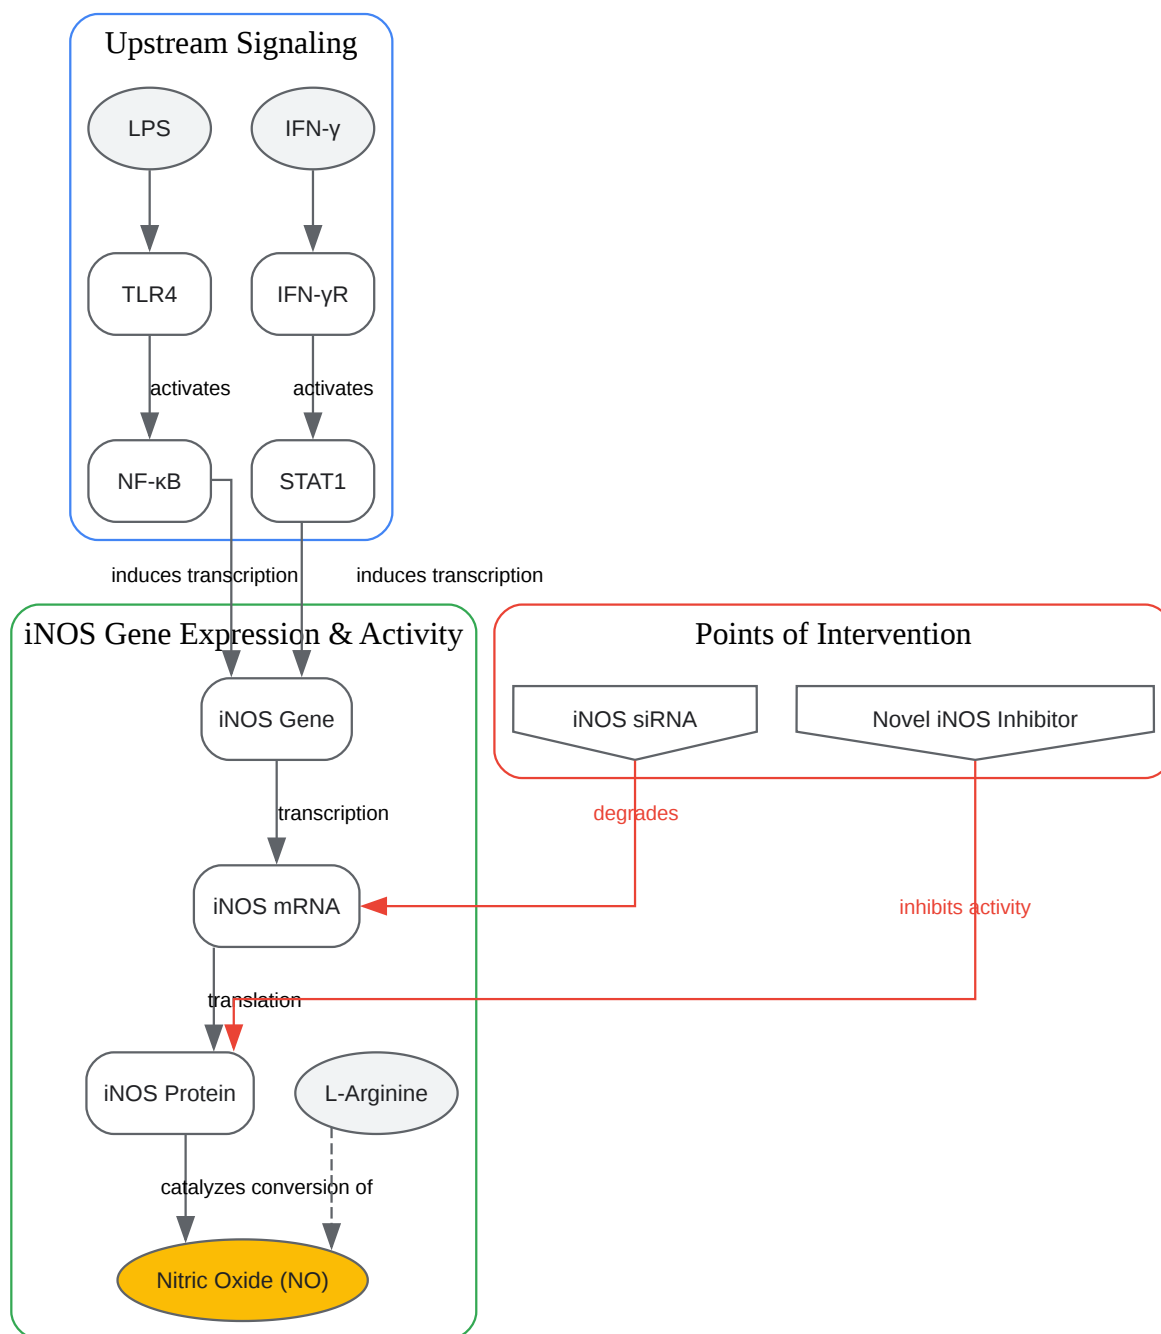 Upstream Signaling
LPS
IFN-γ
TLR4
IFN-γR
activates
activates
NF-κB
STAT1
induces transcription
induces transcription
iNOS Gene Expression & Activity
Points of Intervention
iNOS Gene
iNOS siRNA
Novel iNOS Inhibitor
transcription
degrades
iNOS mRNA
inhibits activity
translation
iNOS Protein
L-Arginine
catalyzes conversion of
Nitric Oxide (NO)